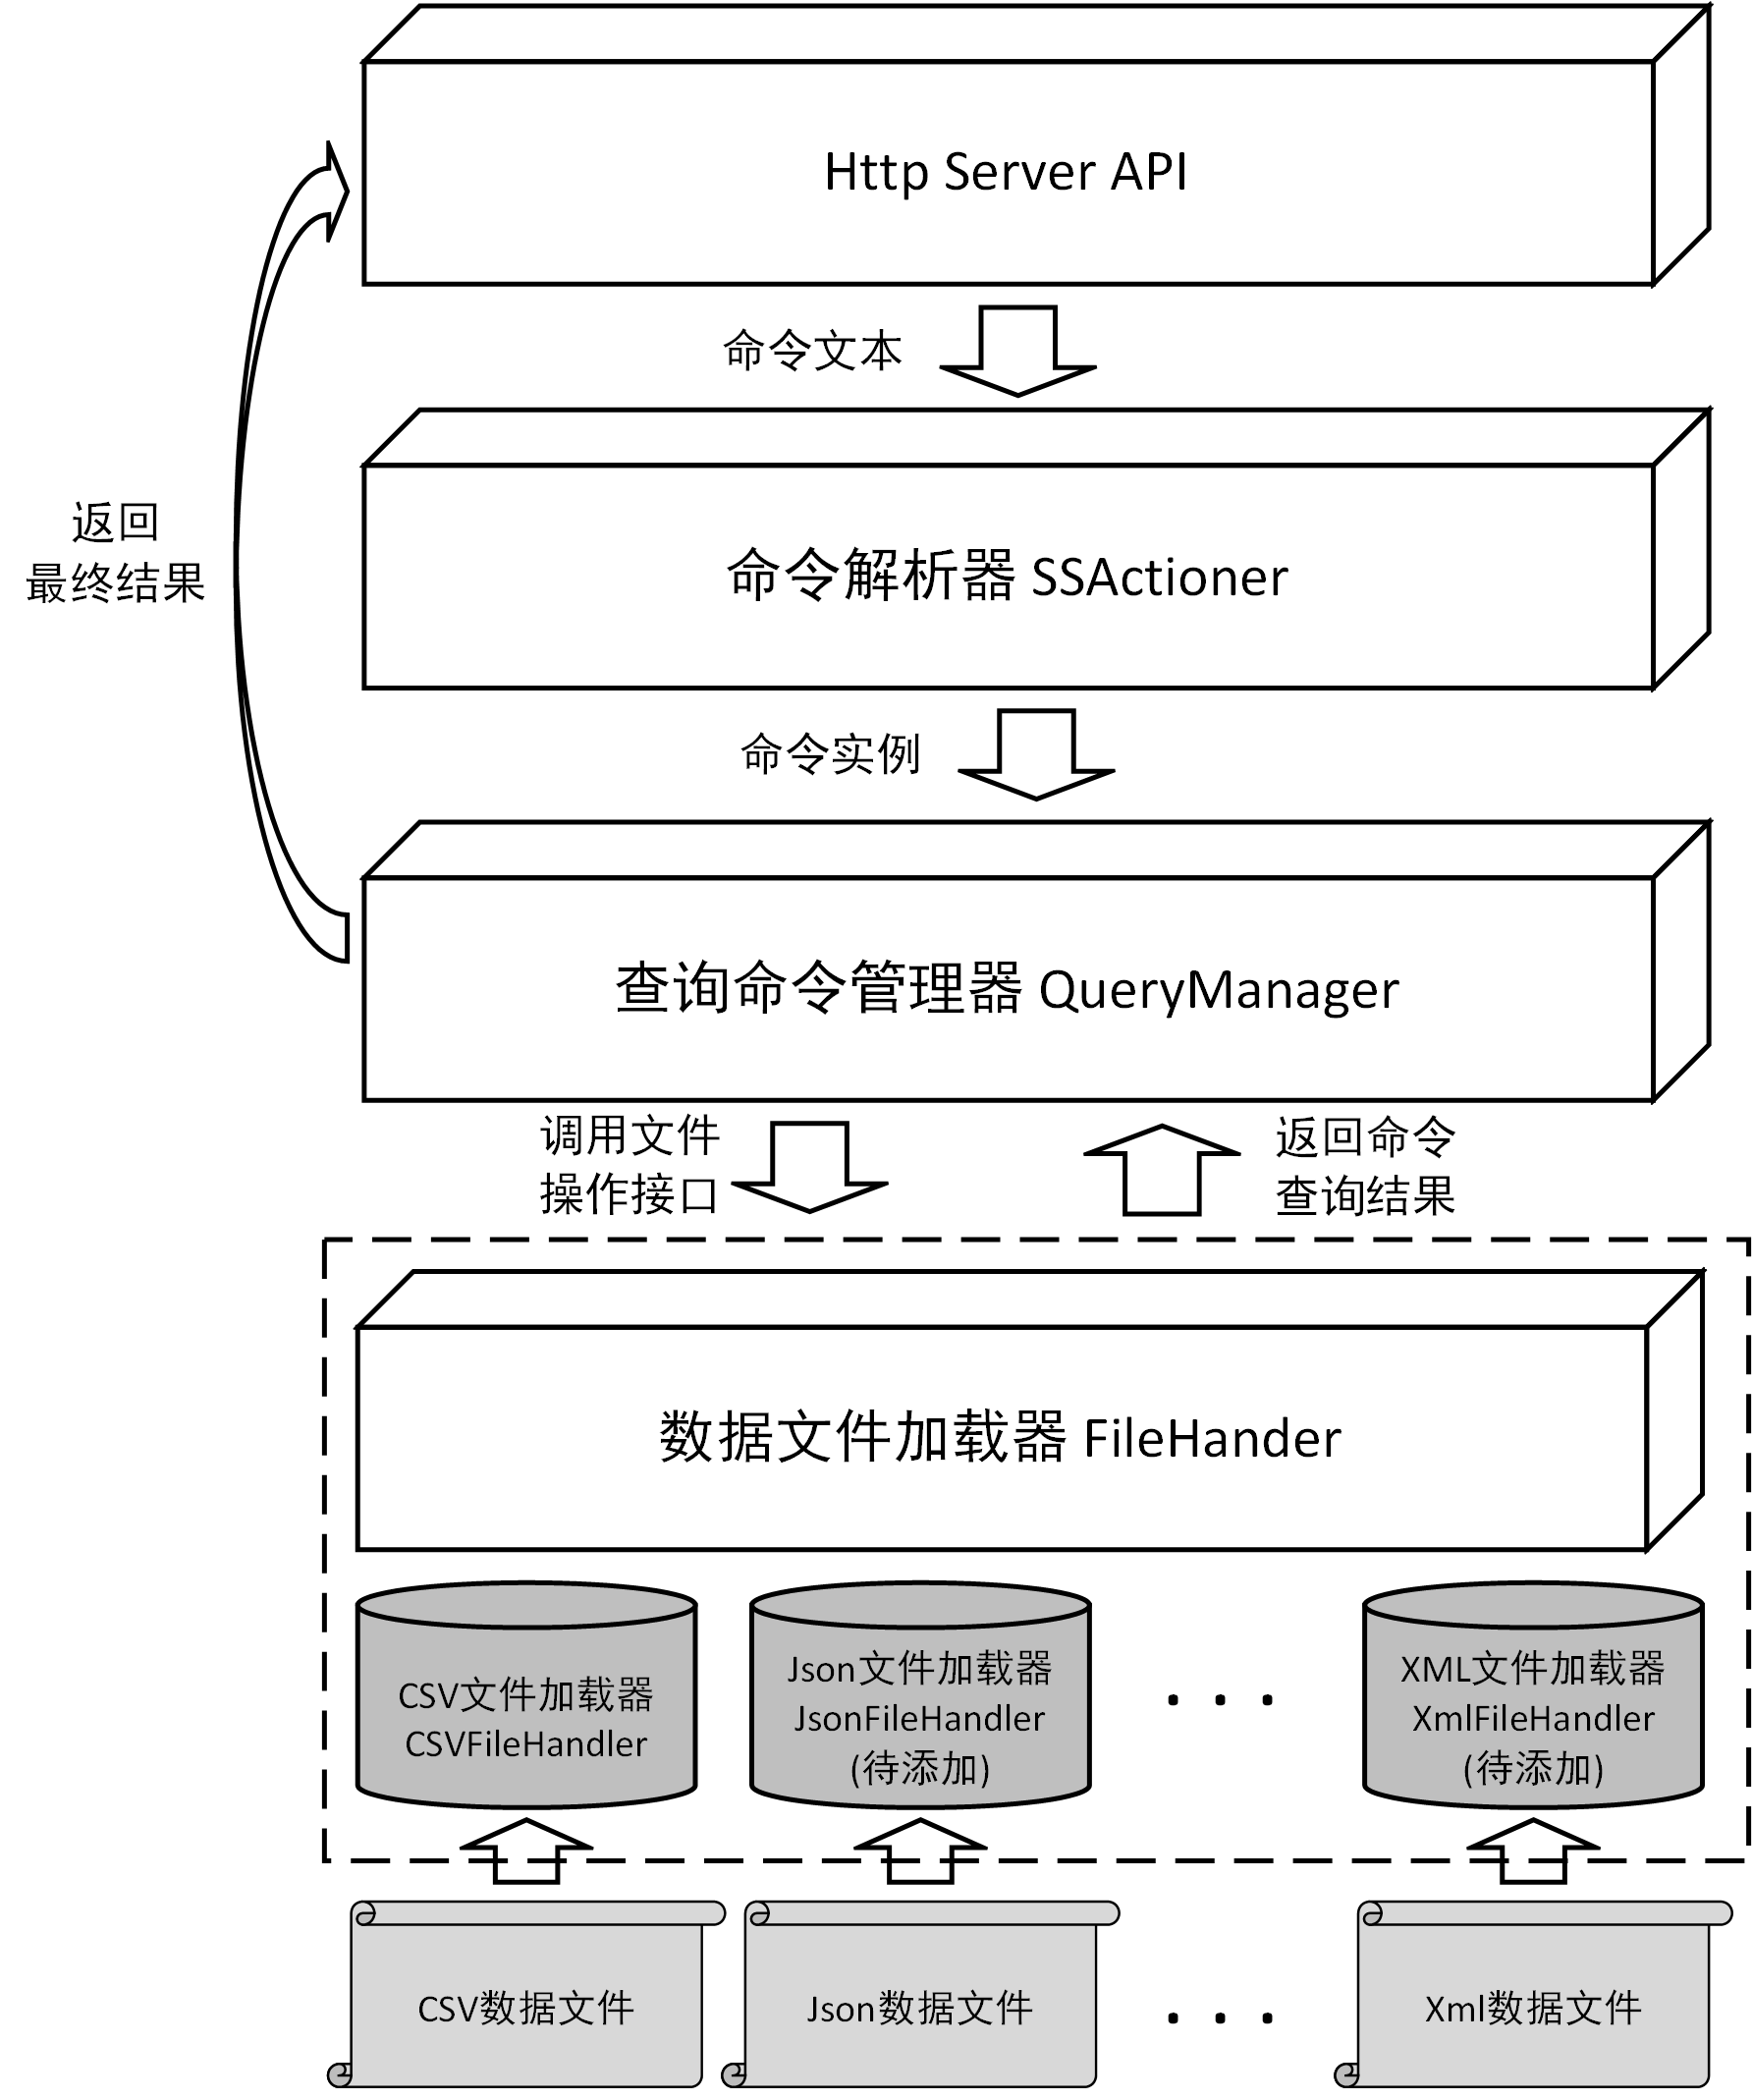 Http Server API
命令文本
返回
最终结果
命令解析器 SSActioner
命令实例
查询命令管理器 QueryManager
调用文件
操作接口
返回命令
查询结果
数据文件加载器 FileHander
CSV文件加载器
CSVFileHandler
Json文件加载器
JsonFileHandler
(待添加)
. . .
XML文件加载器
XmlFileHandler
(待添加)
CSV数据文件
Json数据文件
. . .
Xml数据文件